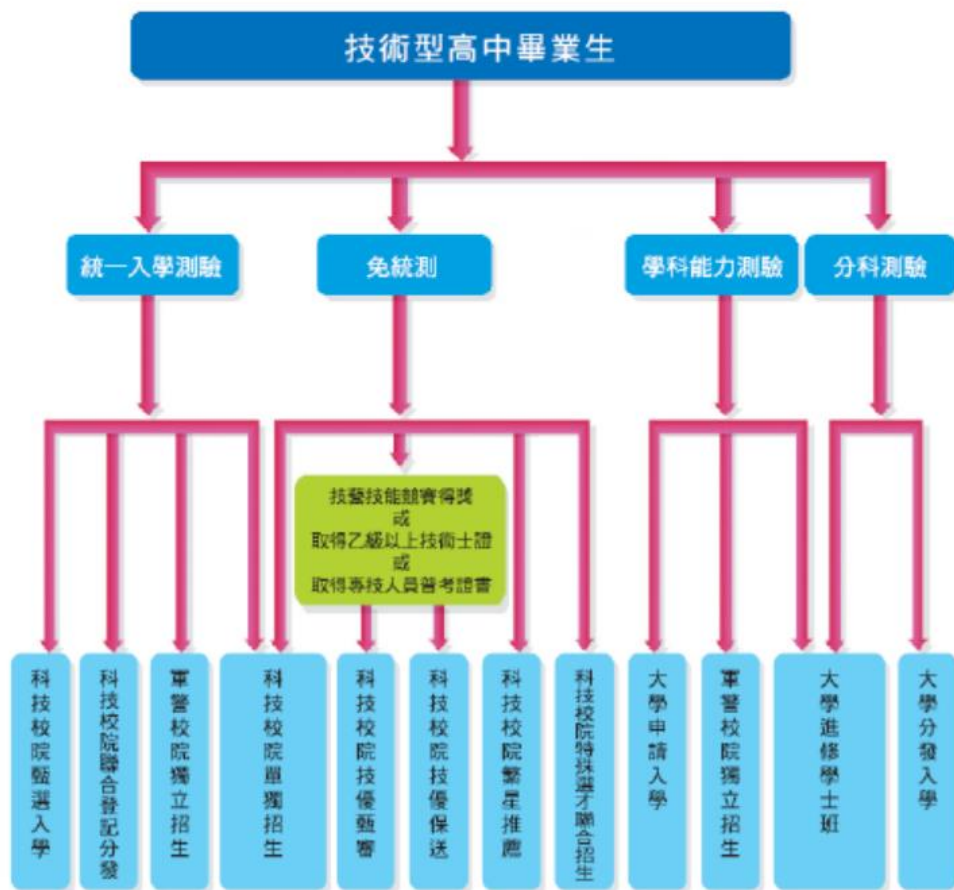 技術型高中畢業生
統一入學測驗
免統測
學科能力測驗
分科測驗
技藝技能競賽得獎
或
取得乙級以上技術士證
或
取得專技人員普考證書
科技校院甄選入學
科技校院聯合登記分發
軍警校院獨立招生
科技校院單獨招生
科技校院技優甄審
科技校院技優保送
科技校院繁星推薦
科技校院特殊選才聯合招生
大學申請入學
軍警校院獨立招生
大學進修學士班
大學分發入學